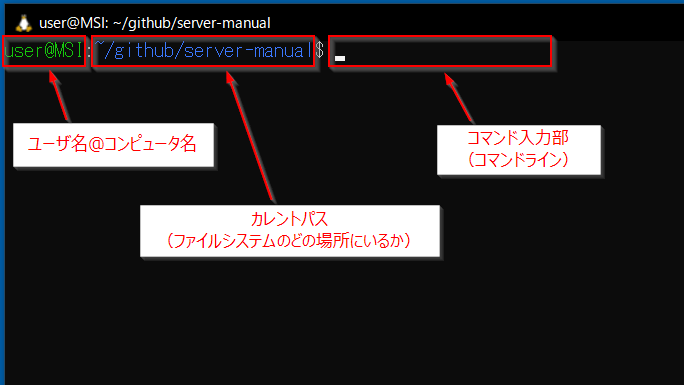 user@MSI: ~/github/server-manual
user@MSI:~/github/server-manual$
ユーザ名＠コンピュータ名
コマンド入力部
（コマンドライン）
カレントパス
（ファイルシステムのどの場所にいるか）